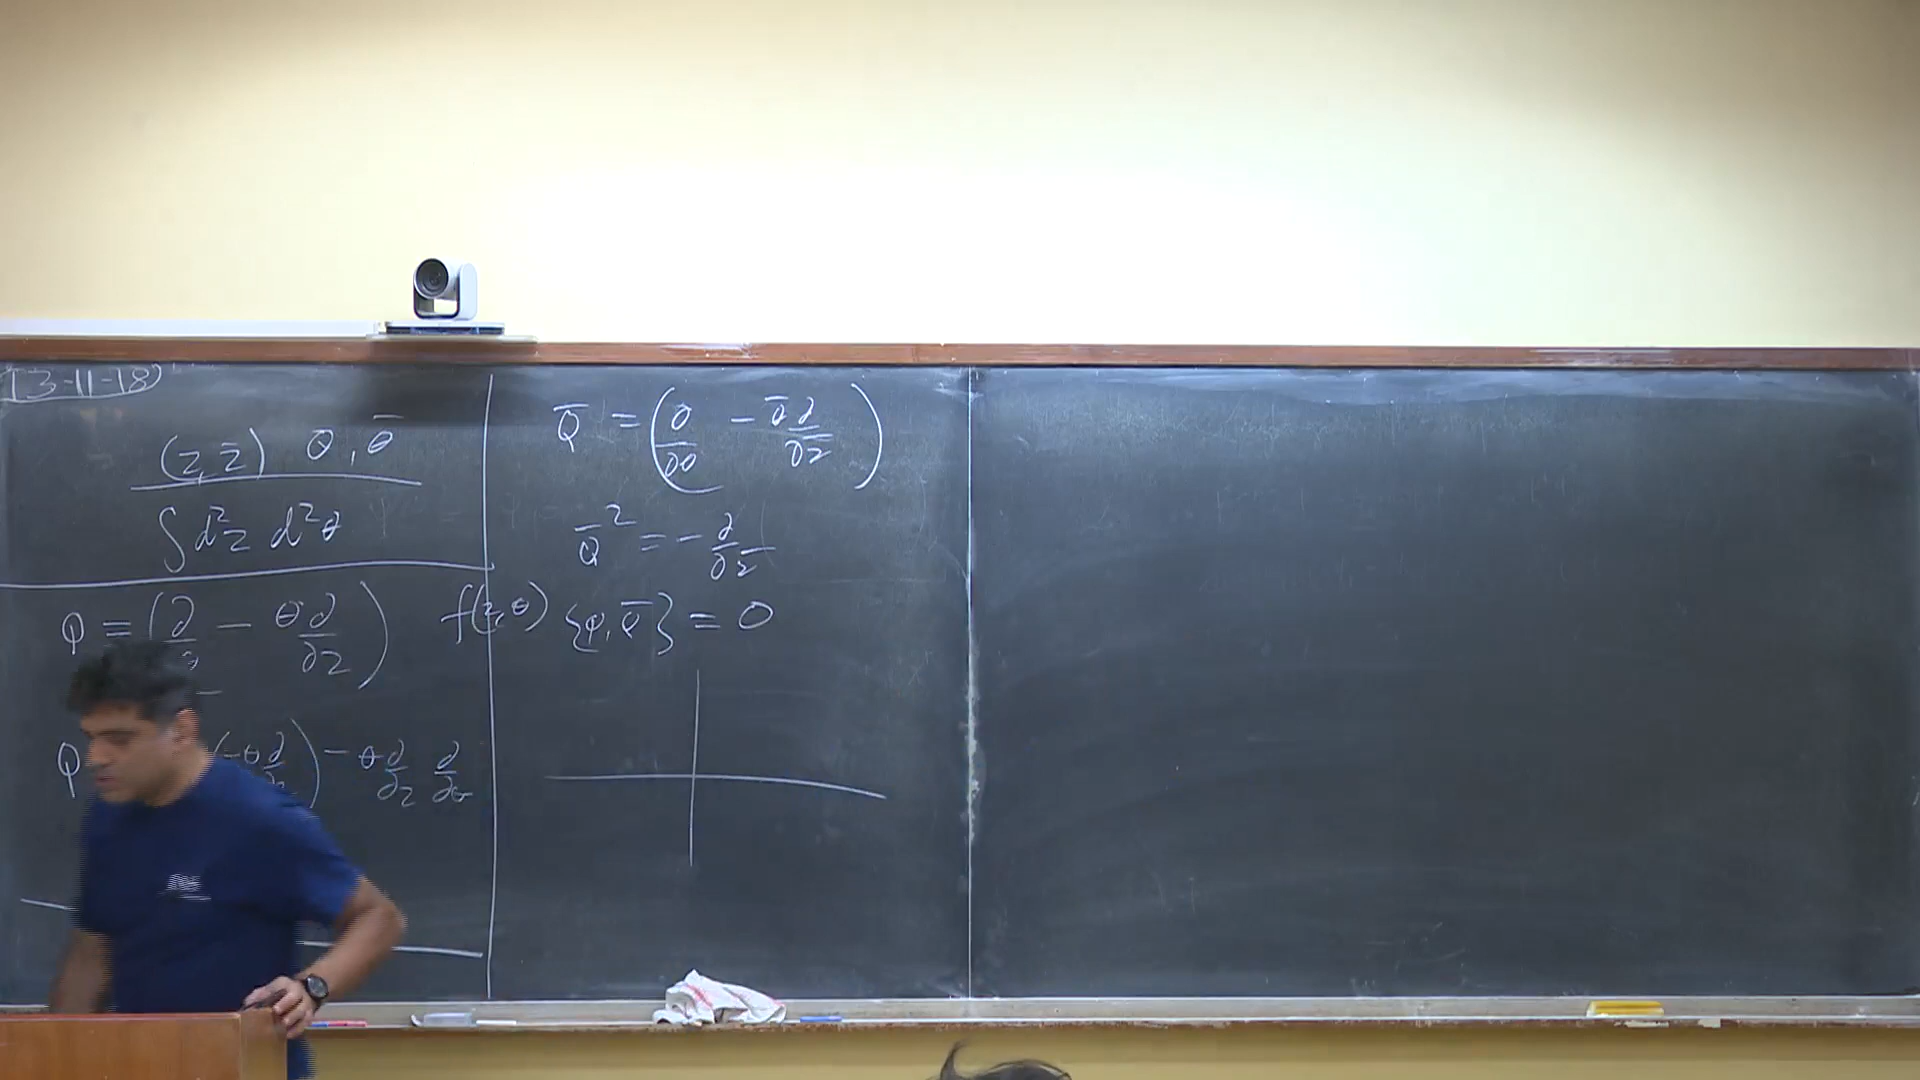 13-11-18
(z, z̄) θ, θ̄
∫ d²z d²θ
Q = (∂ − θ ∂/∂z) f(z, θ)
Q (−θ ∂ ) − θ ∂/∂z ∂/∂θ
Q̄ = (∂/∂θ − θ̄ ∂/∂z̄)
Q̄² = − ∂/∂z̄
{Q, Q̄} = 0